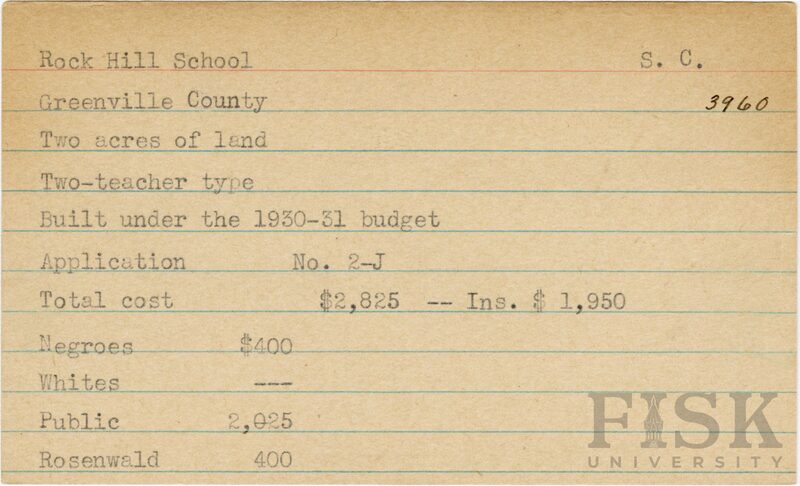 Rock Hill School S. C.
Greenville County 3960
Two acres of land
Two-teacher type
Built under the 1930-31 budget
Application No. 2-J
Total cost $2,825 -- Ins. $ 1,950
Negroes $400
Whites ---
Public 2,025
Rosenwald 400
FISK
UNIVERSITY